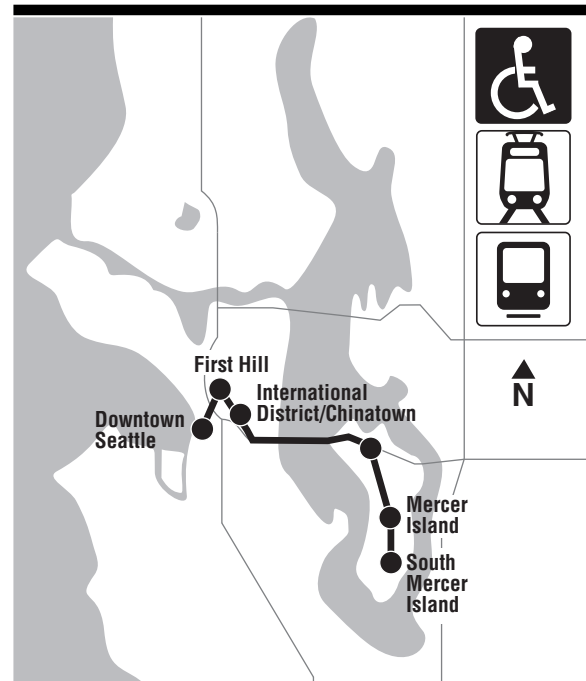 First Hill
International
District/Chinatown
Downtown
Seattle
N
Mercer
Island
South
Mercer
Island